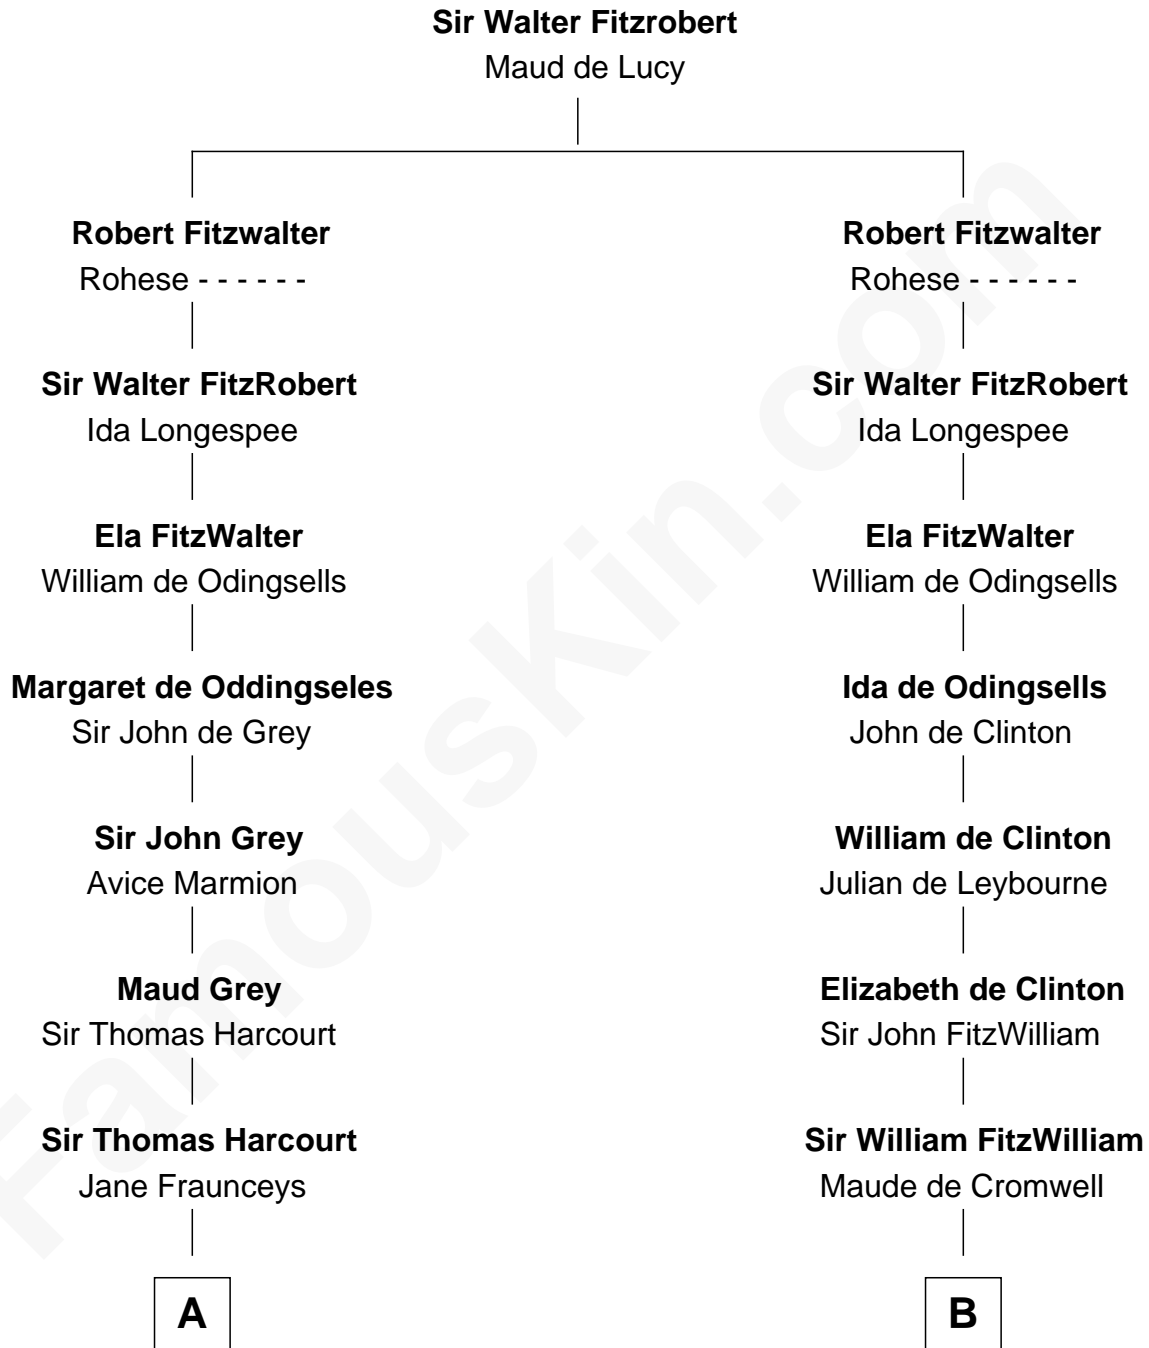 Sir Walter Fitzrobert
Maud de Lucy
Robert Fitzwalter
Rohese - - - - - -
Sir Walter FitzRobert
Ida Longespee
Ela FitzWalter
William de Odingsells
Margaret de Oddingseles
Sir John de Grey
Sir John Grey
Avice Marmion
Maud Grey
Sir Thomas Harcourt
Sir Thomas Harcourt
Jane Fraunceys
A
Robert Fitzwalter
Rohese - - - - - -
Sir Walter FitzRobert
Ida Longespee
Ela FitzWalter
William de Odingsells
Ida de Odingsells
John de Clinton
William de Clinton
Julian de Leybourne
Elizabeth de Clinton
Sir John FitzWilliam
Sir William FitzWilliam
Maude de Cromwell
B
FamousKin.com